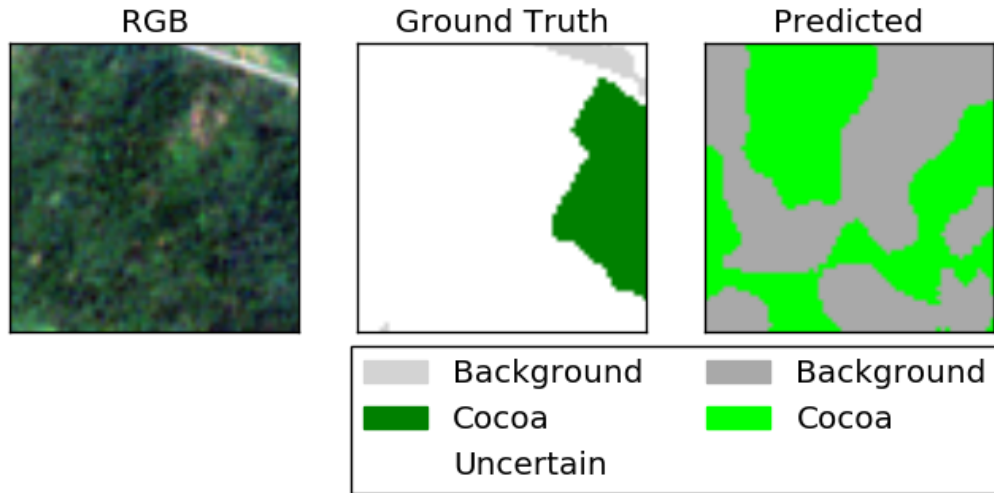 RGB
Ground Truth
Predicted
Background
Background
Cocoa
Cocoa
Uncertain